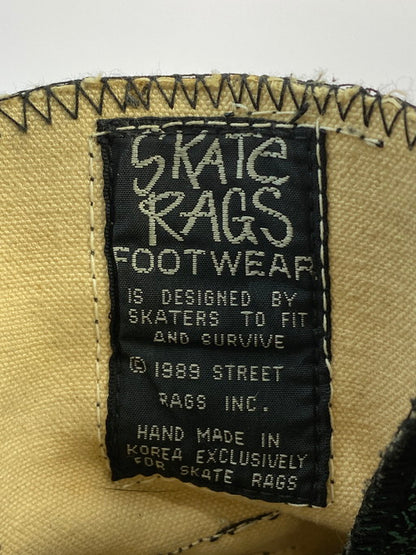 SKATE
RAGS
FOOTWEAR
IS DESIGNED BY
SKATERS TO FIT
AND SURVIVE
© 1989 STREET
RAGS INC.
HAND MADE IN
KOREA EXCLUSIVELY
FOR SKATE RAGS